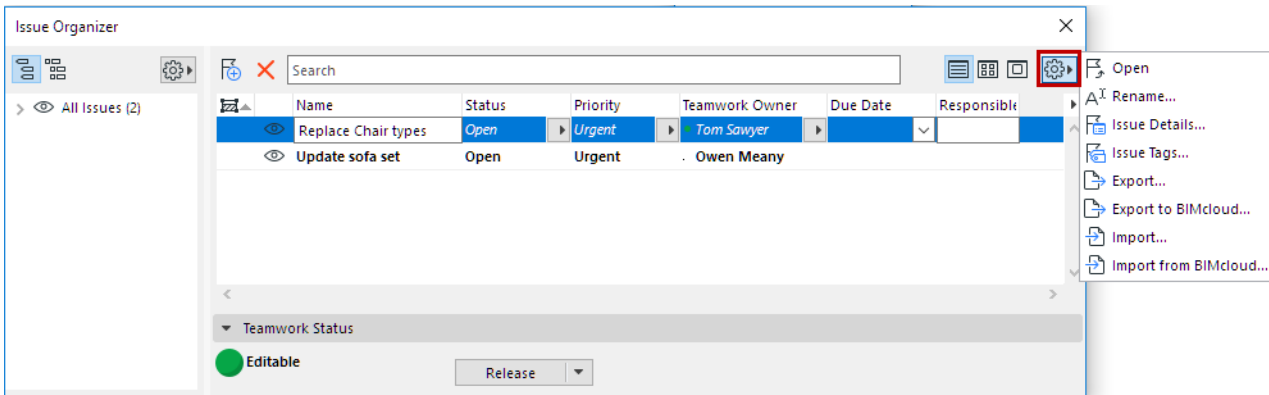 Issue Organizer
Search
All Issues (2)
Name Status Priority Teamwork Owner Due Date Responsible
Replace Chair types Open Urgent Tom Sawyer
Update sofa set Open Urgent Owen Meany
Teamwork Status
Editable
Release
Open
Rename...
Issue Details...
Issue Tags...
Export...
Export to BIMcloud...
Import...
Import from BIMcloud...